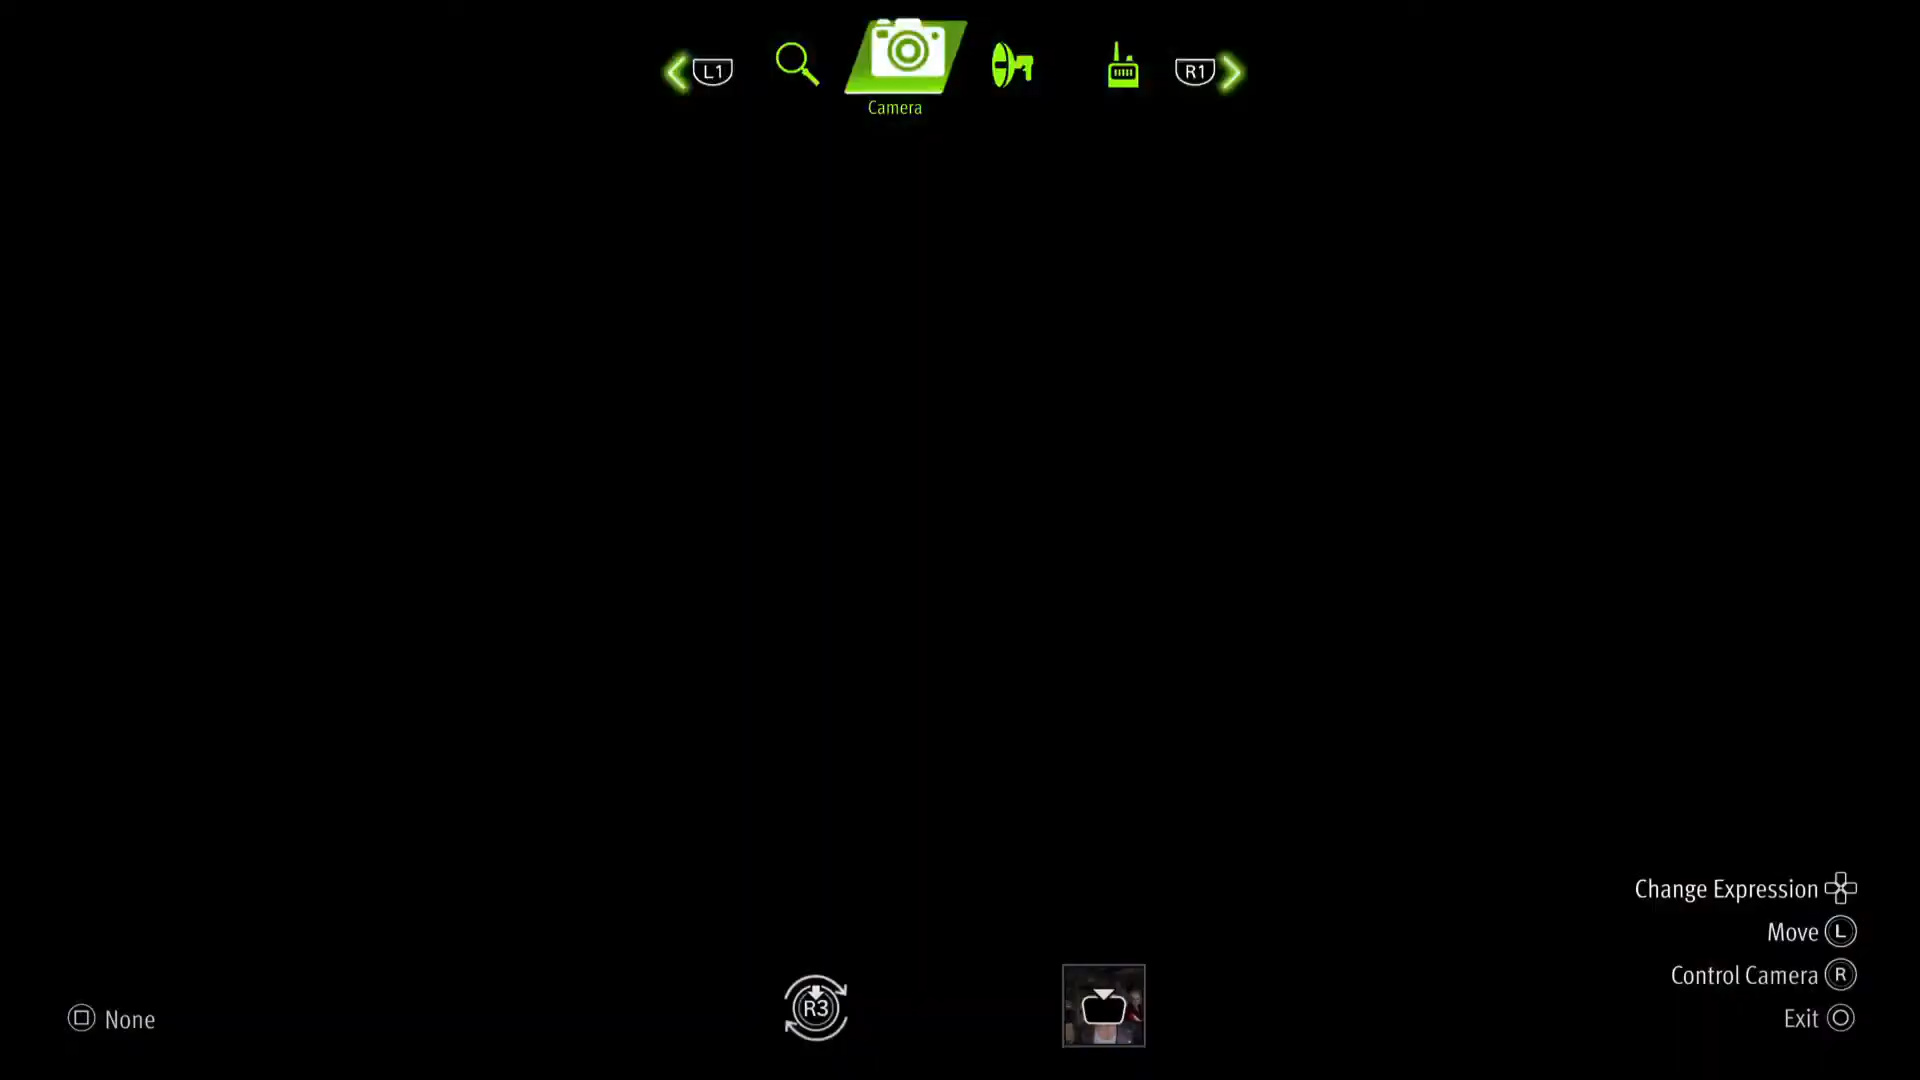 L1
R1
Camera
Change Expression
Move L
Control Camera R
Exit
None
R3